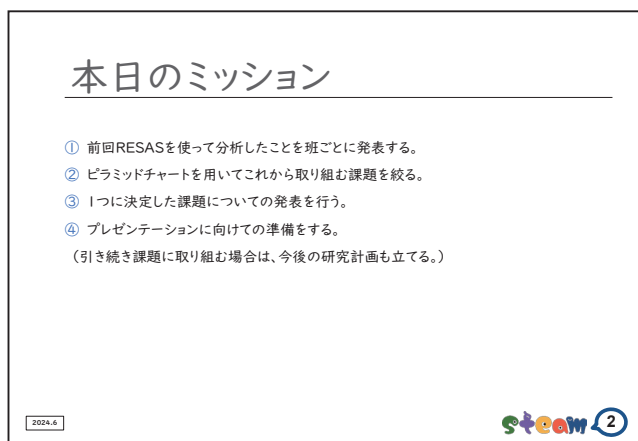 本日のミッション
① 前回RESASを使って分析したことを班ごとに発表する。
② ピラミッドチャートを用いてこれから取り組む課題を絞る。
③ 1つに決定した課題についての発表を行う。
④ プレゼンテーションに向けての準備をする。
（引き続き課題に取り組む場合は、今後の研究計画も立てる。）
2024.6
steam 2